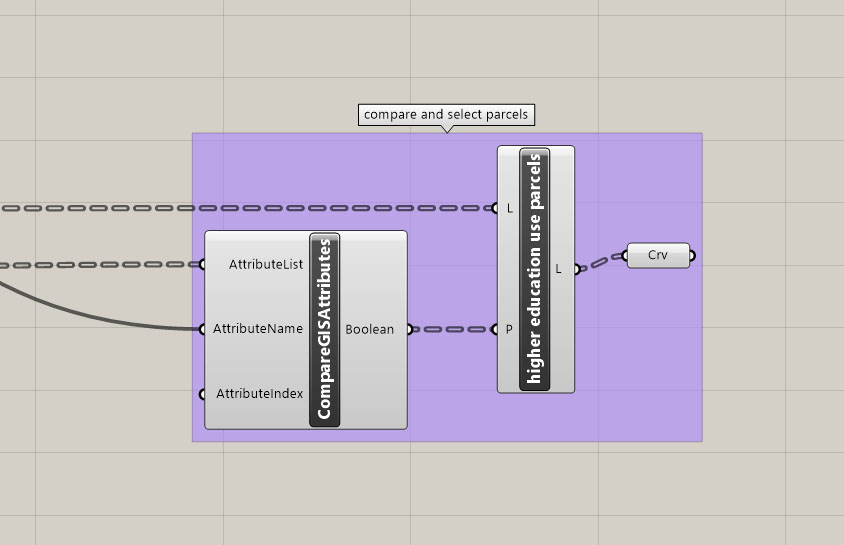 compare and select parcels
AttributeList
AttributeName
AttributeIndex
CompareGISAttributes
Boolean
L
P
higher education use parcels
L
Crv